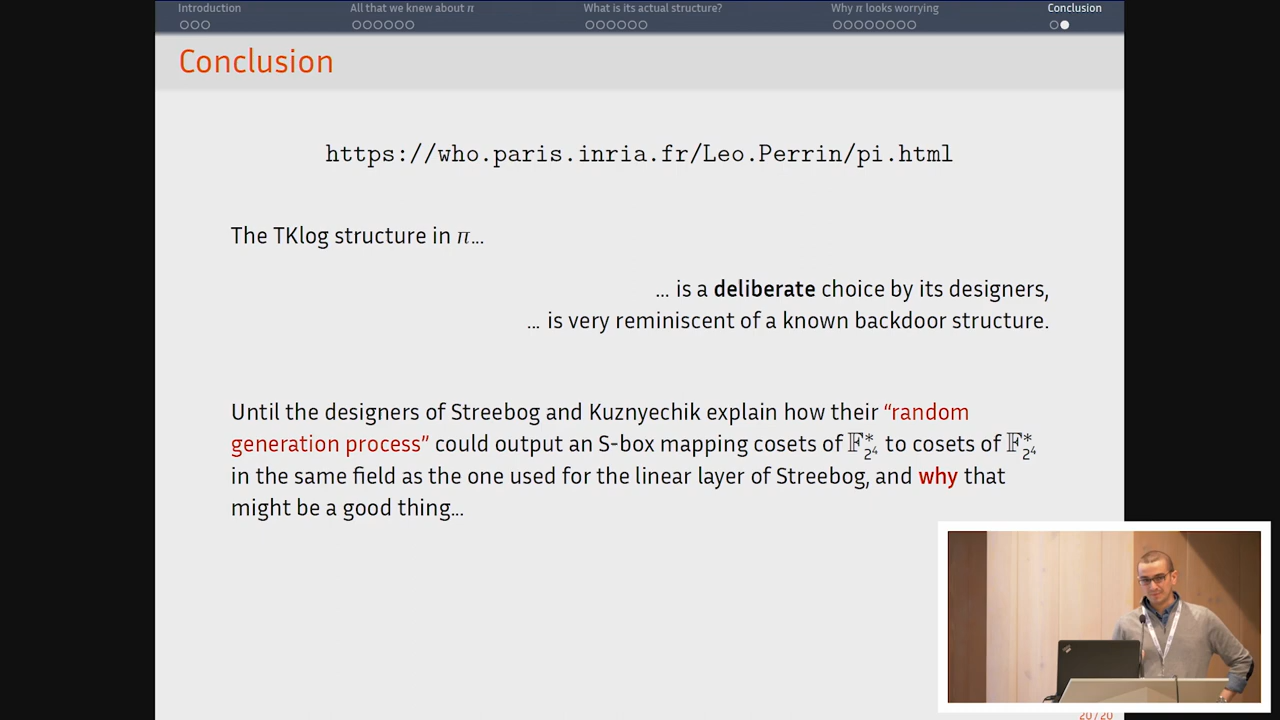 Introduction
All that we knew about π
What is its actual structure?
Why π looks worrying
Conclusion
Conclusion
https://who.paris.inria.fr/Leo.Perrin/pi.html
The TKlog structure in π...
... is a deliberate choice by its designers,
... is very reminiscent of a known backdoor structure.
Until the designers of Streebog and Kuznyechik explain how their “random
generation process” could output an S-box mapping cosets of 𝔽*₂⁴ to cosets of 𝔽*₂⁴
in the same field as the one used for the linear layer of Streebog, and why that
might be a good thing...
20/20